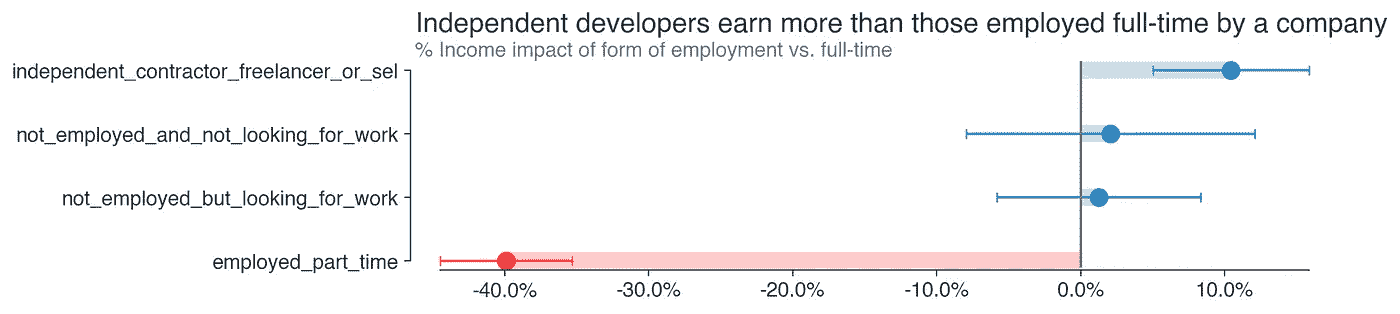 Independent developers earn more than those employed full-time by a company
% Income impact of form of employment vs. full-time
independent_contractor_freelancer_or_sel
not_employed_and_not_looking_for_work
not_employed_but_looking_for_work
employed_part_time
-40.0% -30.0% -20.0% -10.0% 0.0% 10.0%